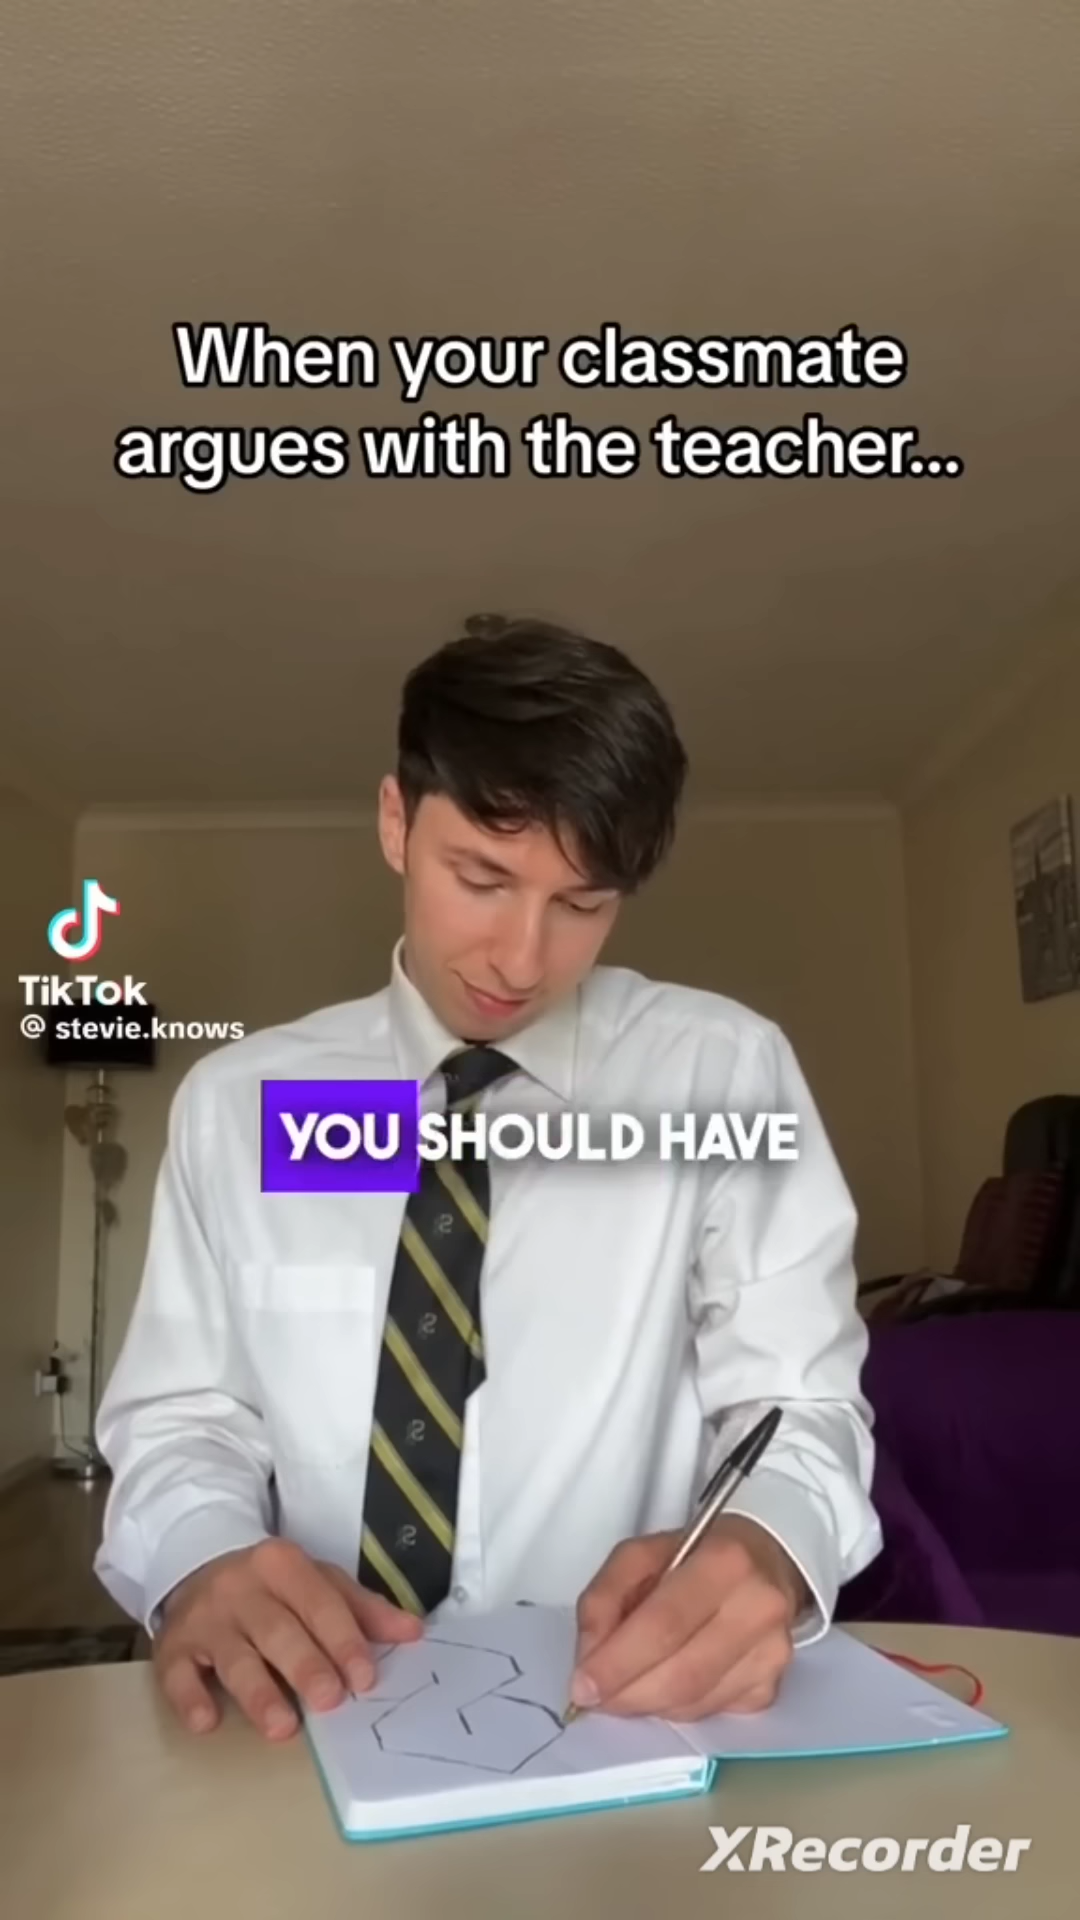 When your classmate
argues with the teacher...
TikTok
@ stevie.knows
YOU SHOULD HAVE
XRecorder